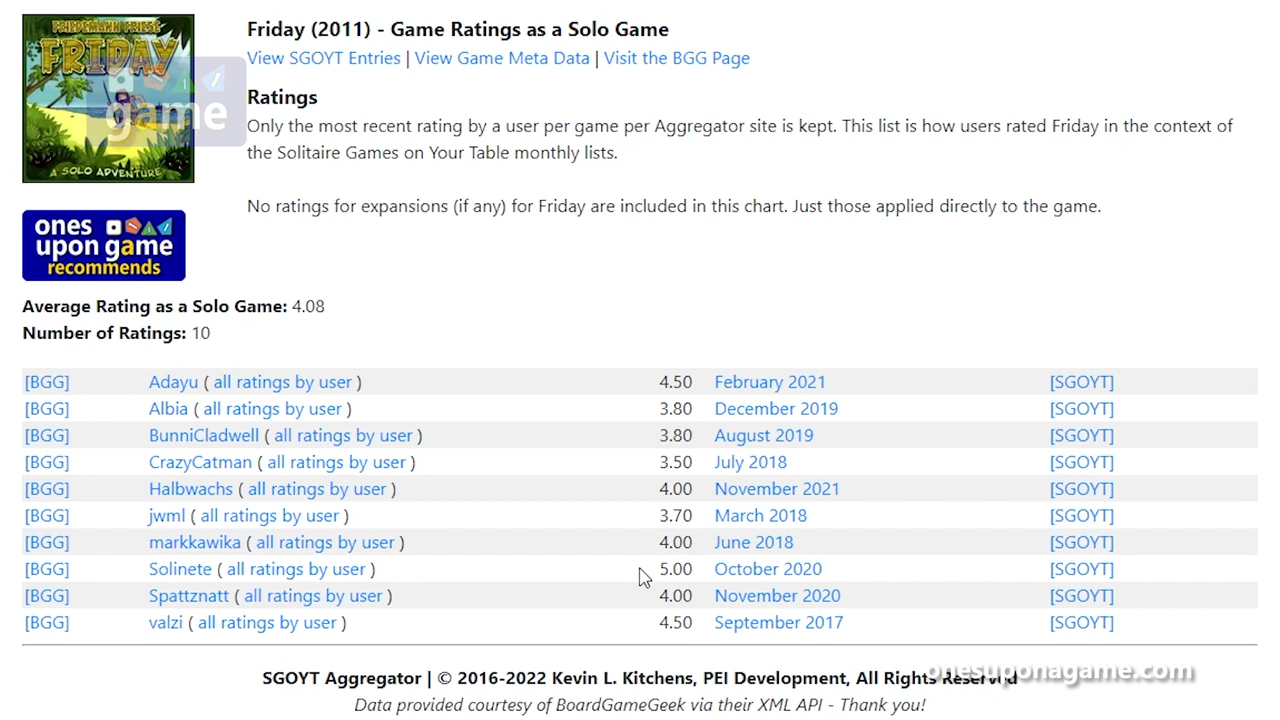 FRIEDEMANN FRIESE
FRIDAY
A SOLO ADVENTURE
game
ones
upon game
recommends
Friday (2011) - Game Ratings as a Solo Game
View SGOYT Entries | View Game Meta Data | Visit the BGG Page
Ratings
Only the most recent rating by a user per game per Aggregator site is kept. This list is how users rated Friday in the context of
the Solitaire Games on Your Table monthly lists.
No ratings for expansions (if any) for Friday are included in this chart. Just those applied directly to the game.
Average Rating as a Solo Game: 4.08
Number of Ratings: 10
[BGG] Adayu ( all ratings by user ) 4.50 February 2021 [SGOYT]
[BGG] Albia ( all ratings by user ) 3.80 December 2019 [SGOYT]
[BGG] BunniCladwell ( all ratings by user ) 3.80 August 2019 [SGOYT]
[BGG] CrazyCatman ( all ratings by user ) 3.50 July 2018 [SGOYT]
[BGG] Halbwachs ( all ratings by user ) 4.00 November 2021 [SGOYT]
[BGG] jwml ( all ratings by user ) 3.70 March 2018 [SGOYT]
[BGG] markkawika ( all ratings by user ) 4.00 June 2018 [SGOYT]
[BGG] Solinete ( all ratings by user ) 5.00 October 2020 [SGOYT]
[BGG] Spattznatt ( all ratings by user ) 4.00 November 2020 [SGOYT]
[BGG] valzi ( all ratings by user ) 4.50 September 2017 [SGOYT]
SGOYT Aggregator | © 2016-2022 Kevin L. Kitchens, PEI Development, All Rights Reserved
onesuponagame.com
Data provided courtesy of BoardGameGeek via their XML API - Thank you!